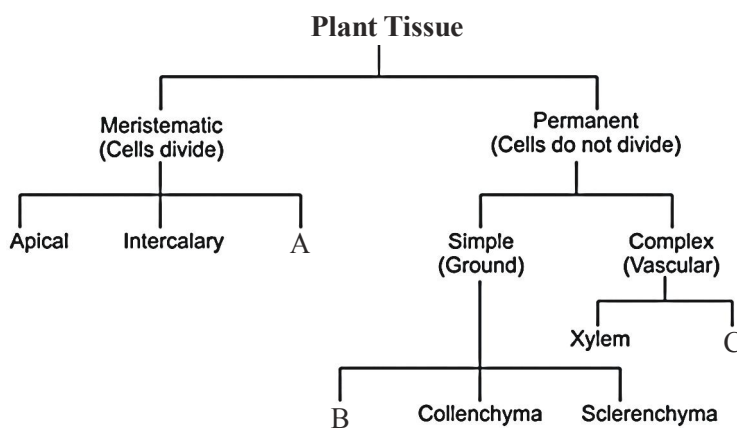 Plant Tissue
Meristematic
(Cells divide)
Permanent
(Cells do not divide)
Apical
Intercalary
A
Simple
(Ground)
Complex
(Vascular)
Xylem
C
B
Collenchyma
Sclerenchyma